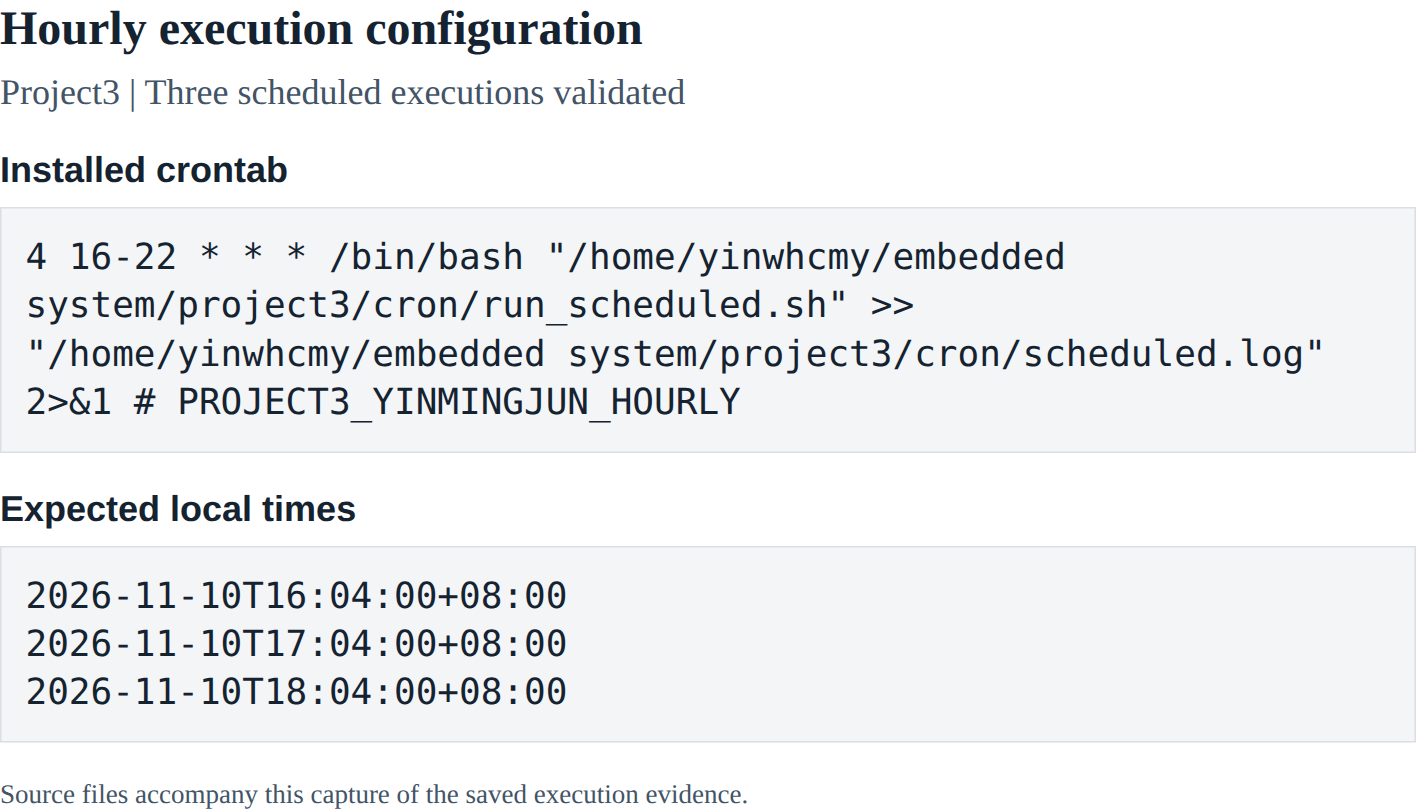 Hourly execution configuration
Project3 | Three scheduled executions validated
Installed crontab
4 16-22 * * * /bin/bash "/home/yinwhcmy/embedded
system/project3/cron/run_scheduled.sh" >>
"/home/yinwhcmy/embedded system/project3/cron/scheduled.log"
2>&1 # PROJECT3_YINMINGJUN_HOURLY
Expected local times
2026-11-10T16:04:00+08:00
2026-11-10T17:04:00+08:00
2026-11-10T18:04:00+08:00
Source files accompany this capture of the saved execution evidence.